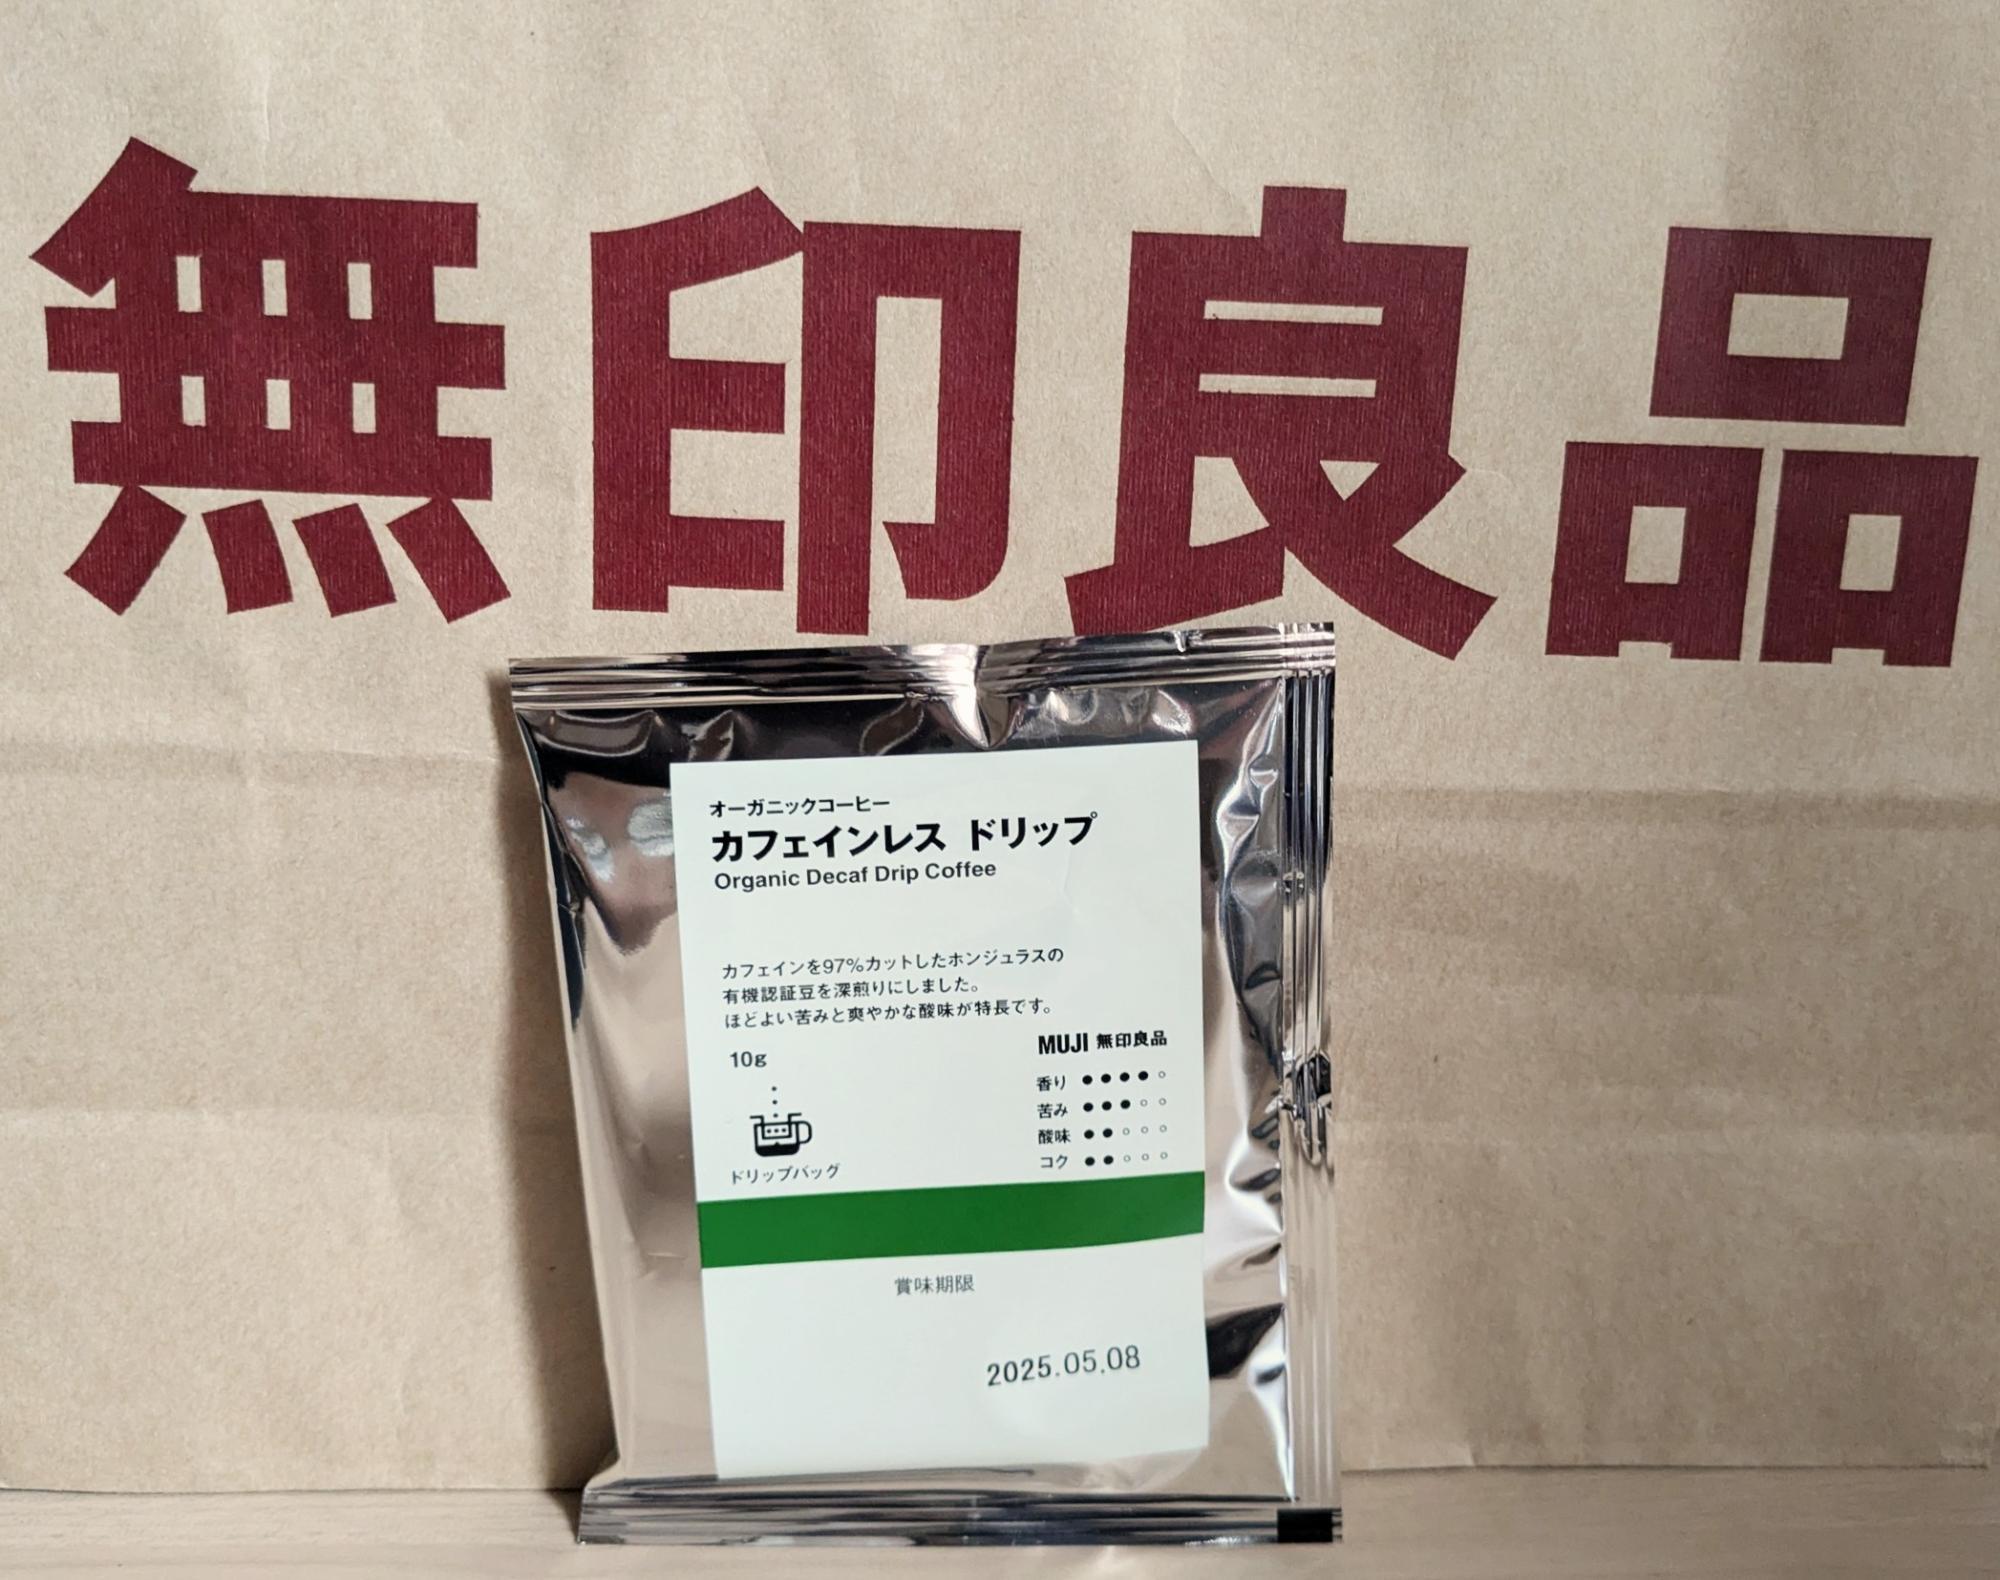 無印良品
オーガニックコーヒー
カフェインレス ドリップ
Organic Decaf Drip Coffee
カフェインを97%カットしたホンジュラスの
有機認証豆を深煎りにしました。
ほどよい苦みと爽やかな酸味が特長です。
10g
ドリップバッグ
MUJI 無印良品
香り ●●●●○
苦み ●●●○○
酸味 ●●○○○
コク ●●○○○
賞味期限
2025.05.08